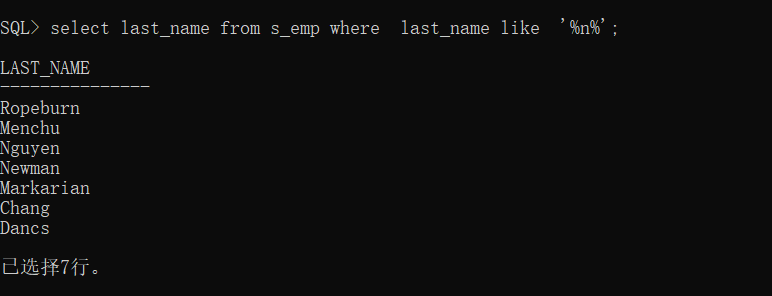 SQL> select last_name from s_emp where  last_name like  '%n%';
LAST_NAME
---------------
Ropeburn
Menchu
Nguyen
Newman
Markarian
Chang
Dancs
已选择7行。